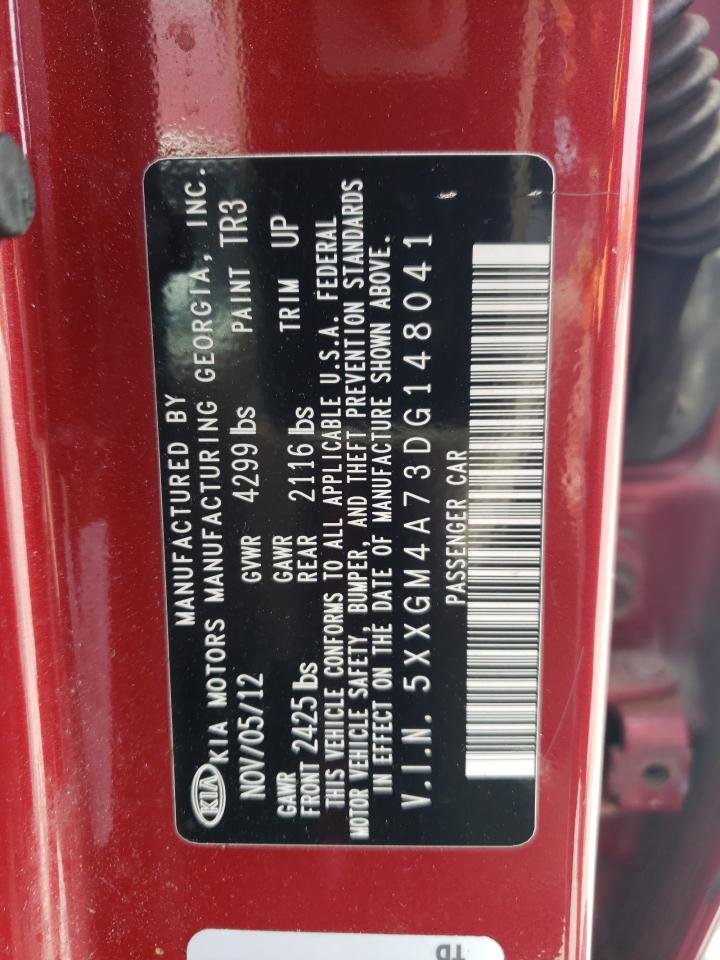 MANUFACTURED BY
KIA KIA MOTORS MANUFACTURING GEORGIA, INC.
NOV/05/12 GVWR 4299 lbs PAINT TR3
GAWR FRONT 2425 lbs GAWR REAR 2116 lbs TRIM UP
THIS VEHICLE CONFORMS TO ALL APPLICABLE U.S.A. FEDERAL
MOTOR VEHICLE SAFETY, BUMPER, AND THEFT PREVENTION STANDARDS
IN EFFECT ON THE DATE OF MANUFACTURE SHOWN ABOVE.
V.I.N. 5XXGM4A73DG148041
PASSENGER CAR